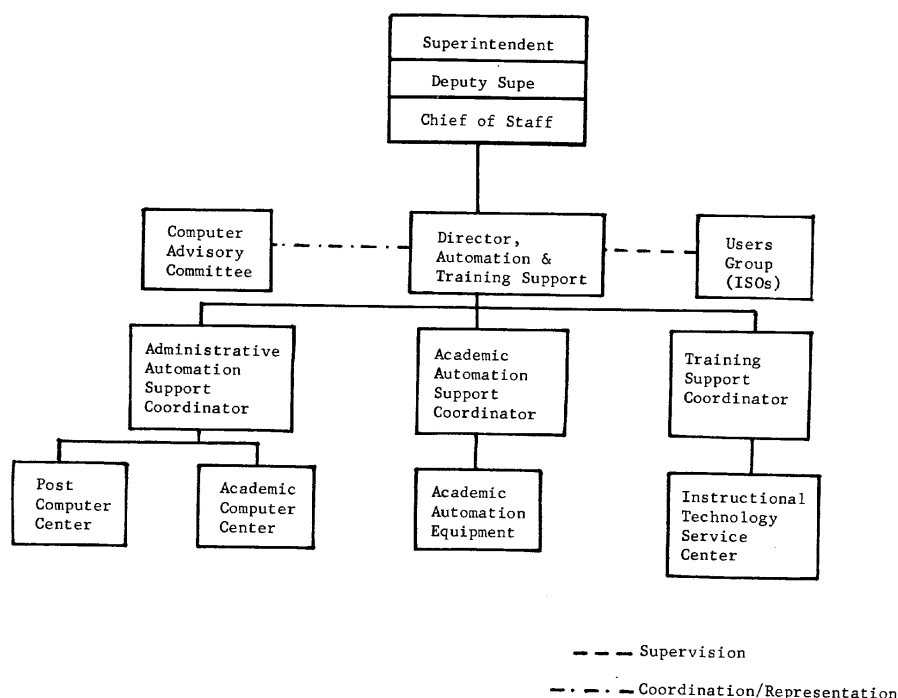 Superintendent
Deputy Supe
Chief of Staff
Computer
Advisory
Committee
Director,
Automation &
Training Support
Users
Group
(ISOs)
Administrative
Automation
Support
Coordinator
Academic
Automation
Support
Coordinator
Training
Support
Coordinator
Post
Computer
Center
Academic
Computer
Center
Academic
Automation
Equipment
Instructional
Technology
Service
Center
Supervision
Coordination/Representation